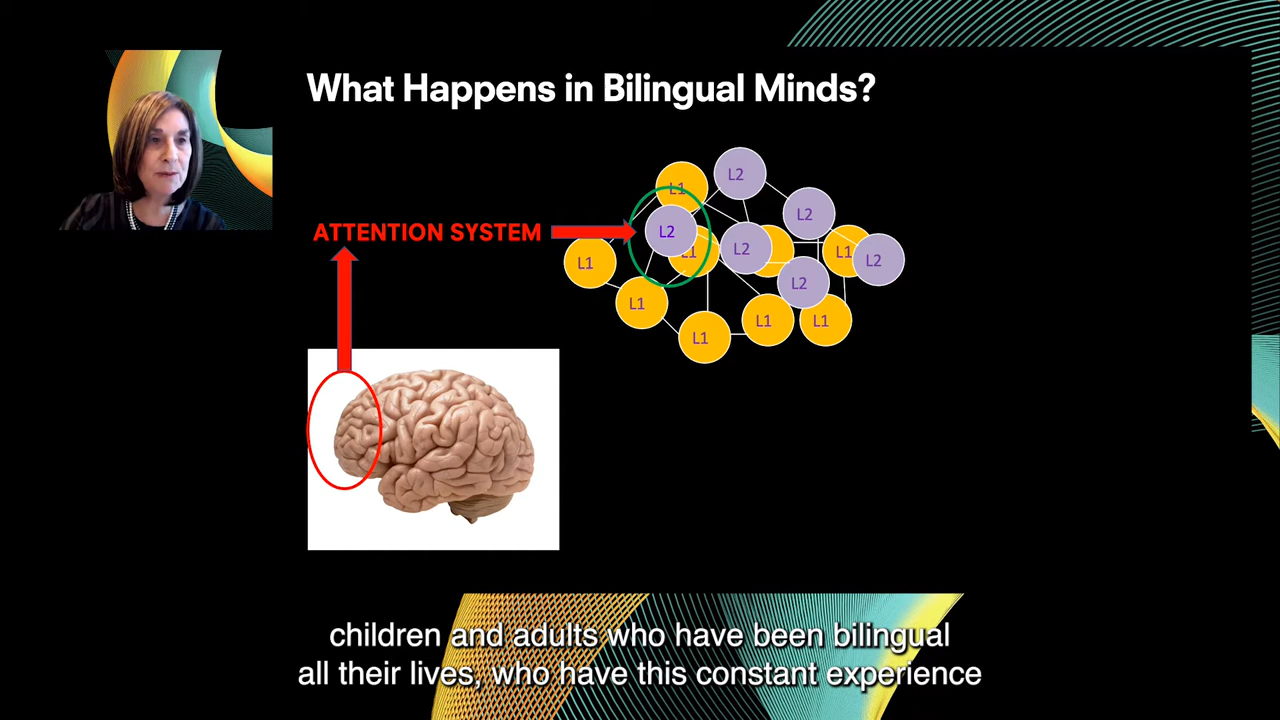 What Happens in Bilingual Minds?
L2
L1
L2
ATTENTION SYSTEM
L2
L2
L1
L1
L2
L1
L2
L1
L1
L1
L1
children and adults who have been bilingual
all their lives, who have this constant experience